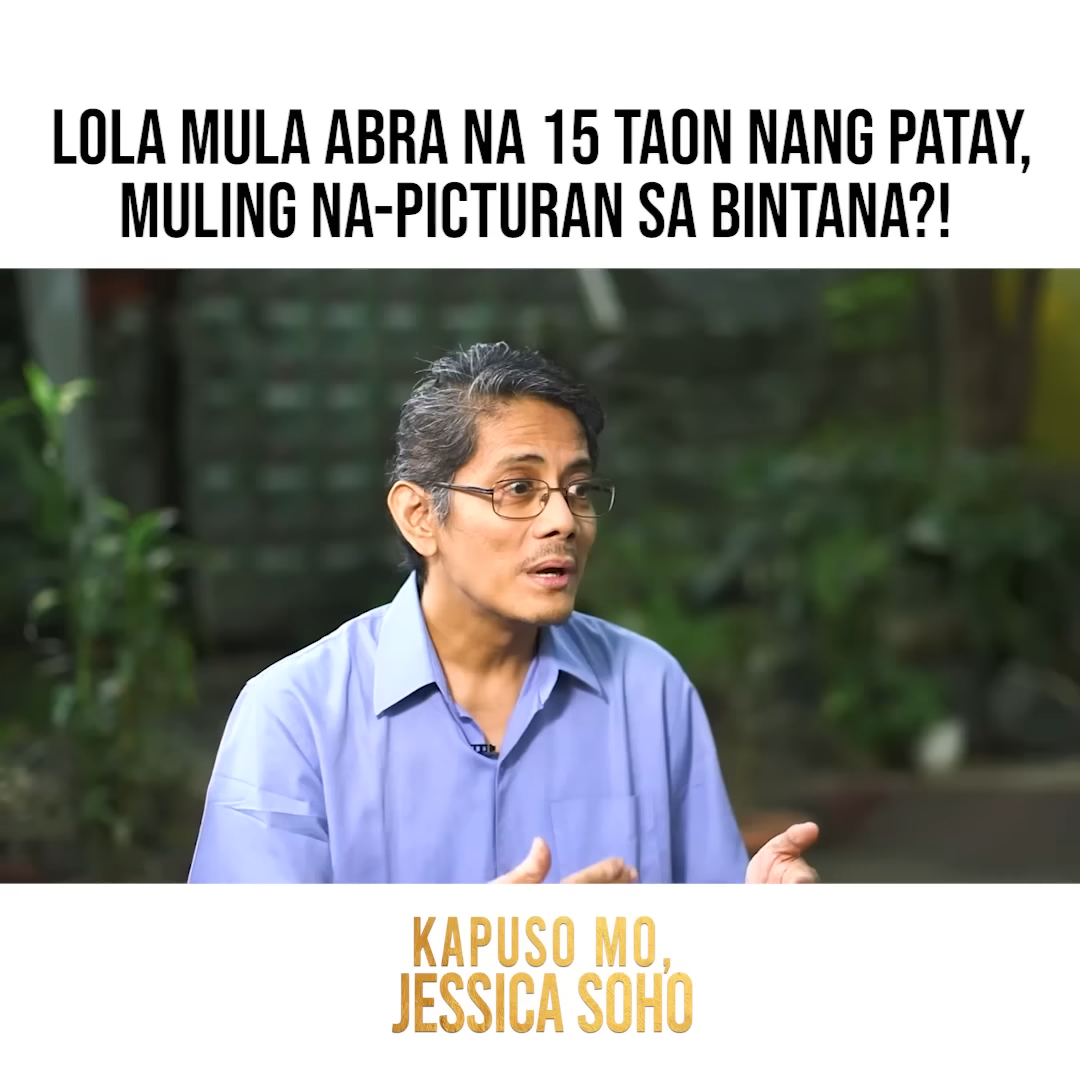 LOLA MULA ABRA NA 15 TAON NANG PATAY,
MULING NA-PICTURAN SA BINTANA?!
KAPUSO MO,
JESSICA SOHO